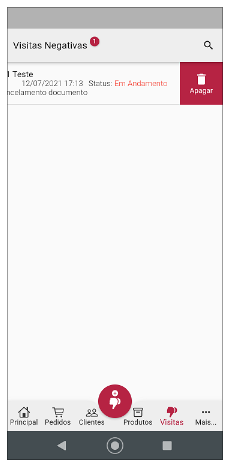 Visitas Negativas 1
l Teste
12/07/2021 17:13 Status: Em Andamento
ncelamento documento
Apagar
Principal Pedidos Clientes Produtos Visitas Mais...